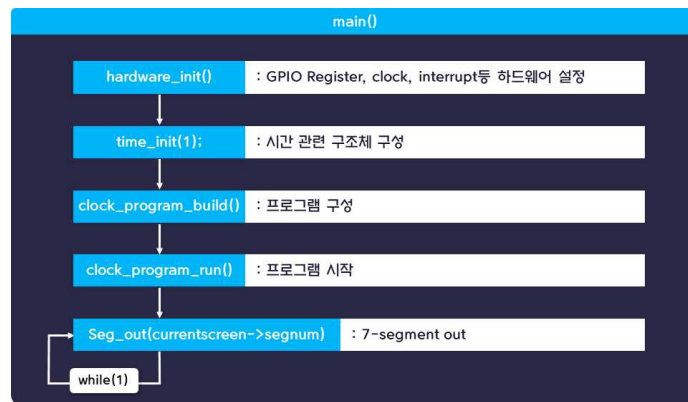 main()
hardware_init() : GPIO Register, clock, interrupt등 하드웨어 설정
time_init(1); : 시간 관련 구조체 구성
clock_program_build() : 프로그램 구성
clock_program_run() : 프로그램 시작
Seg_out(currentscreen->segnum) : 7-segment out
while(1)